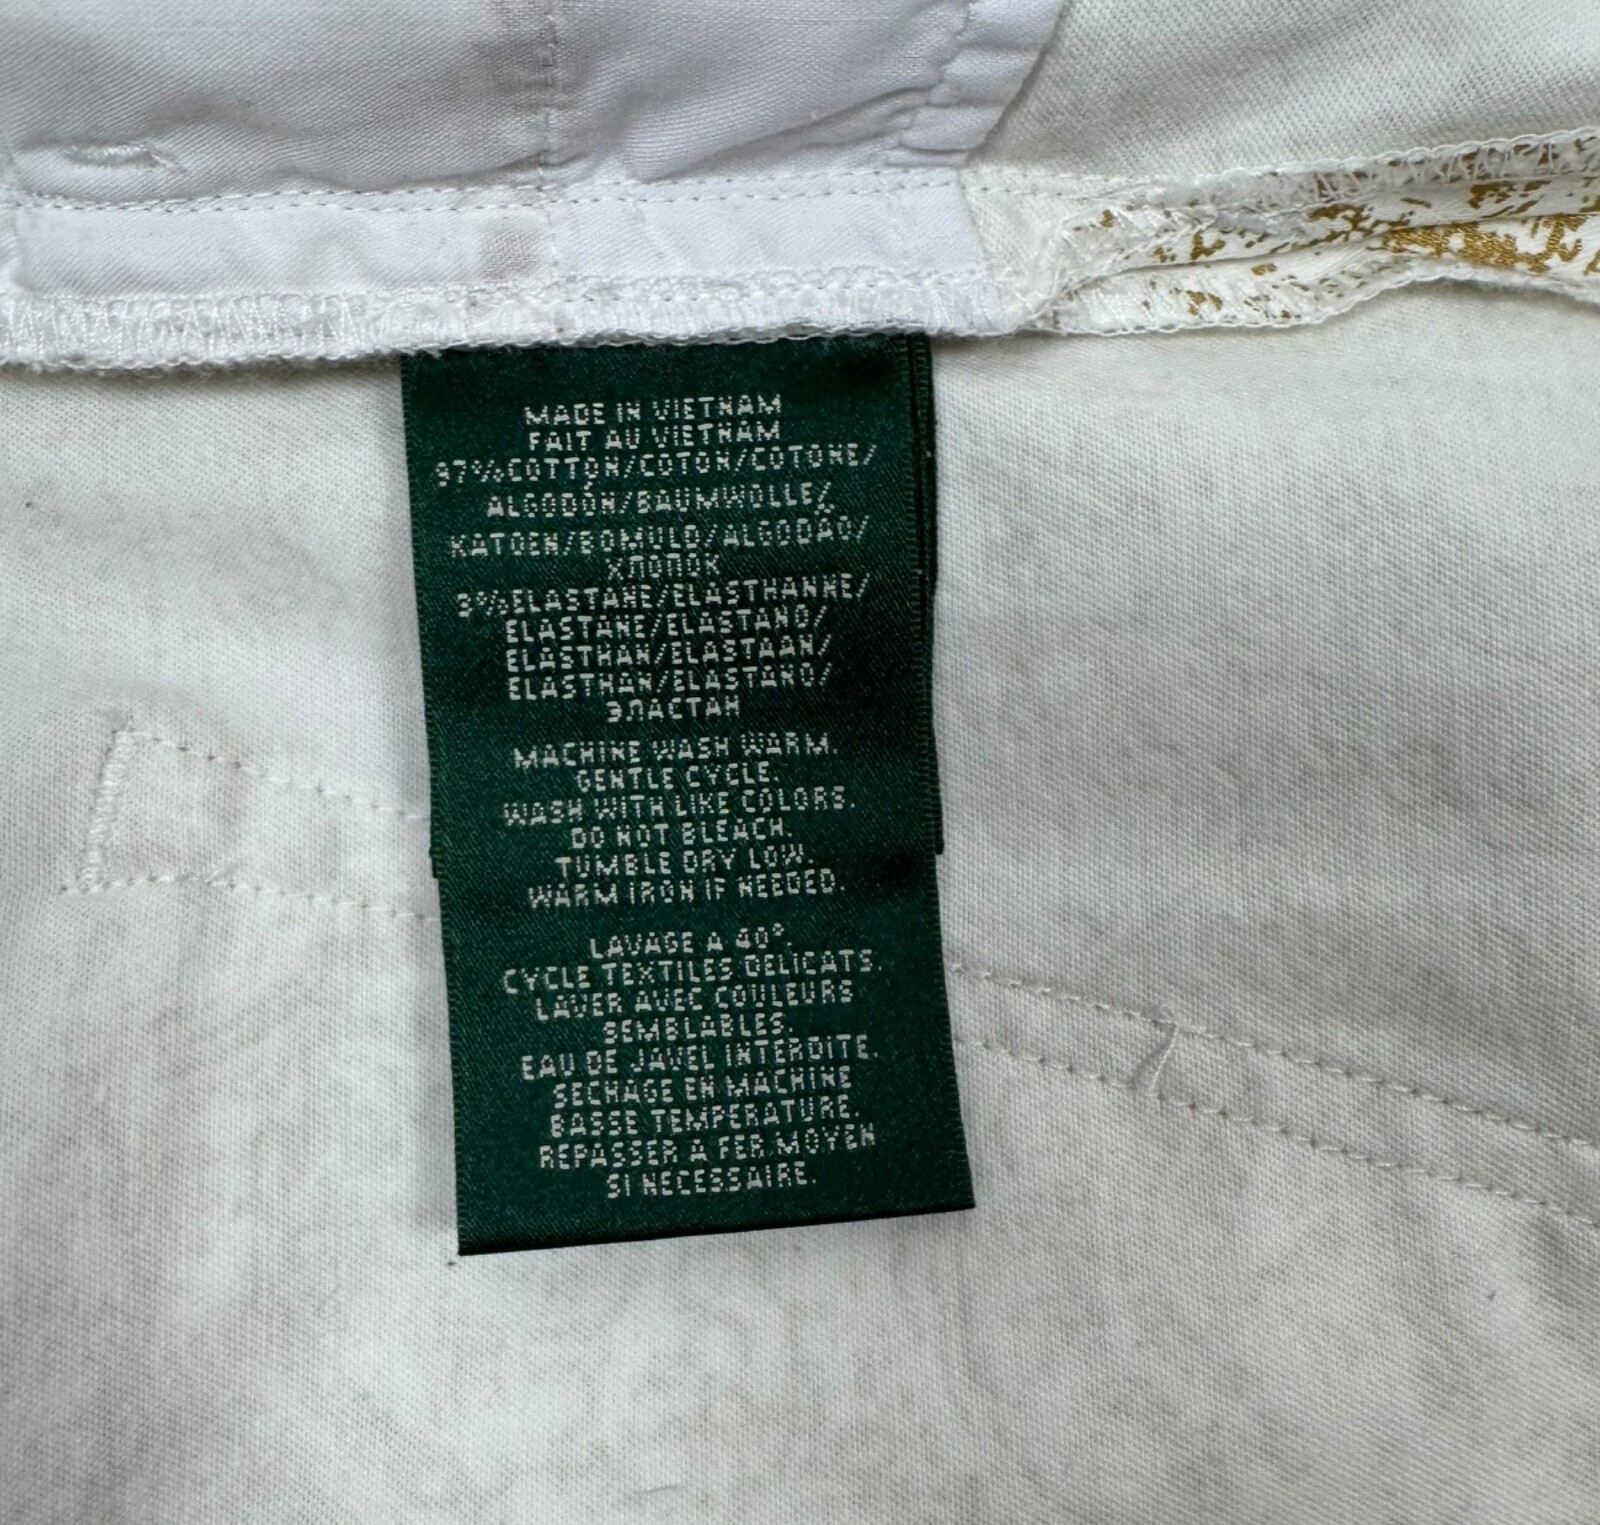 MADE IN VIETNAM
FAIT AU VIETNAM
97%COTTON/COTON/COTONE/
ALGODÓN/BAUMWOLLE/
KATOEN/BOMULD/ALGODÃO/
ХЛОПОК
3%ELASTANE/ELASTHANNE/
ELASTANE/ELASTANO/
ELASTHAN/ELASTAAN/
ELASTHAN/ELASTANO/
ЭЛАСТАН
MACHINE WASH WARM.
GENTLE CYCLE.
WASH WITH LIKE COLORS.
DO NOT BLEACH.
TUMBLE DRY LOW.
WARM IRON IF NEEDED.
LAVAGE A 40°.
CYCLE TEXTILES DELICATS.
LAVER AVEC COULEURS
SEMBLABLES.
EAU DE JAVEL INTERDITE.
SECHAGE EN MACHINE
BASSE TEMPERATURE.
REPASSER A FER MOYEN
SI NECESSAIRE.